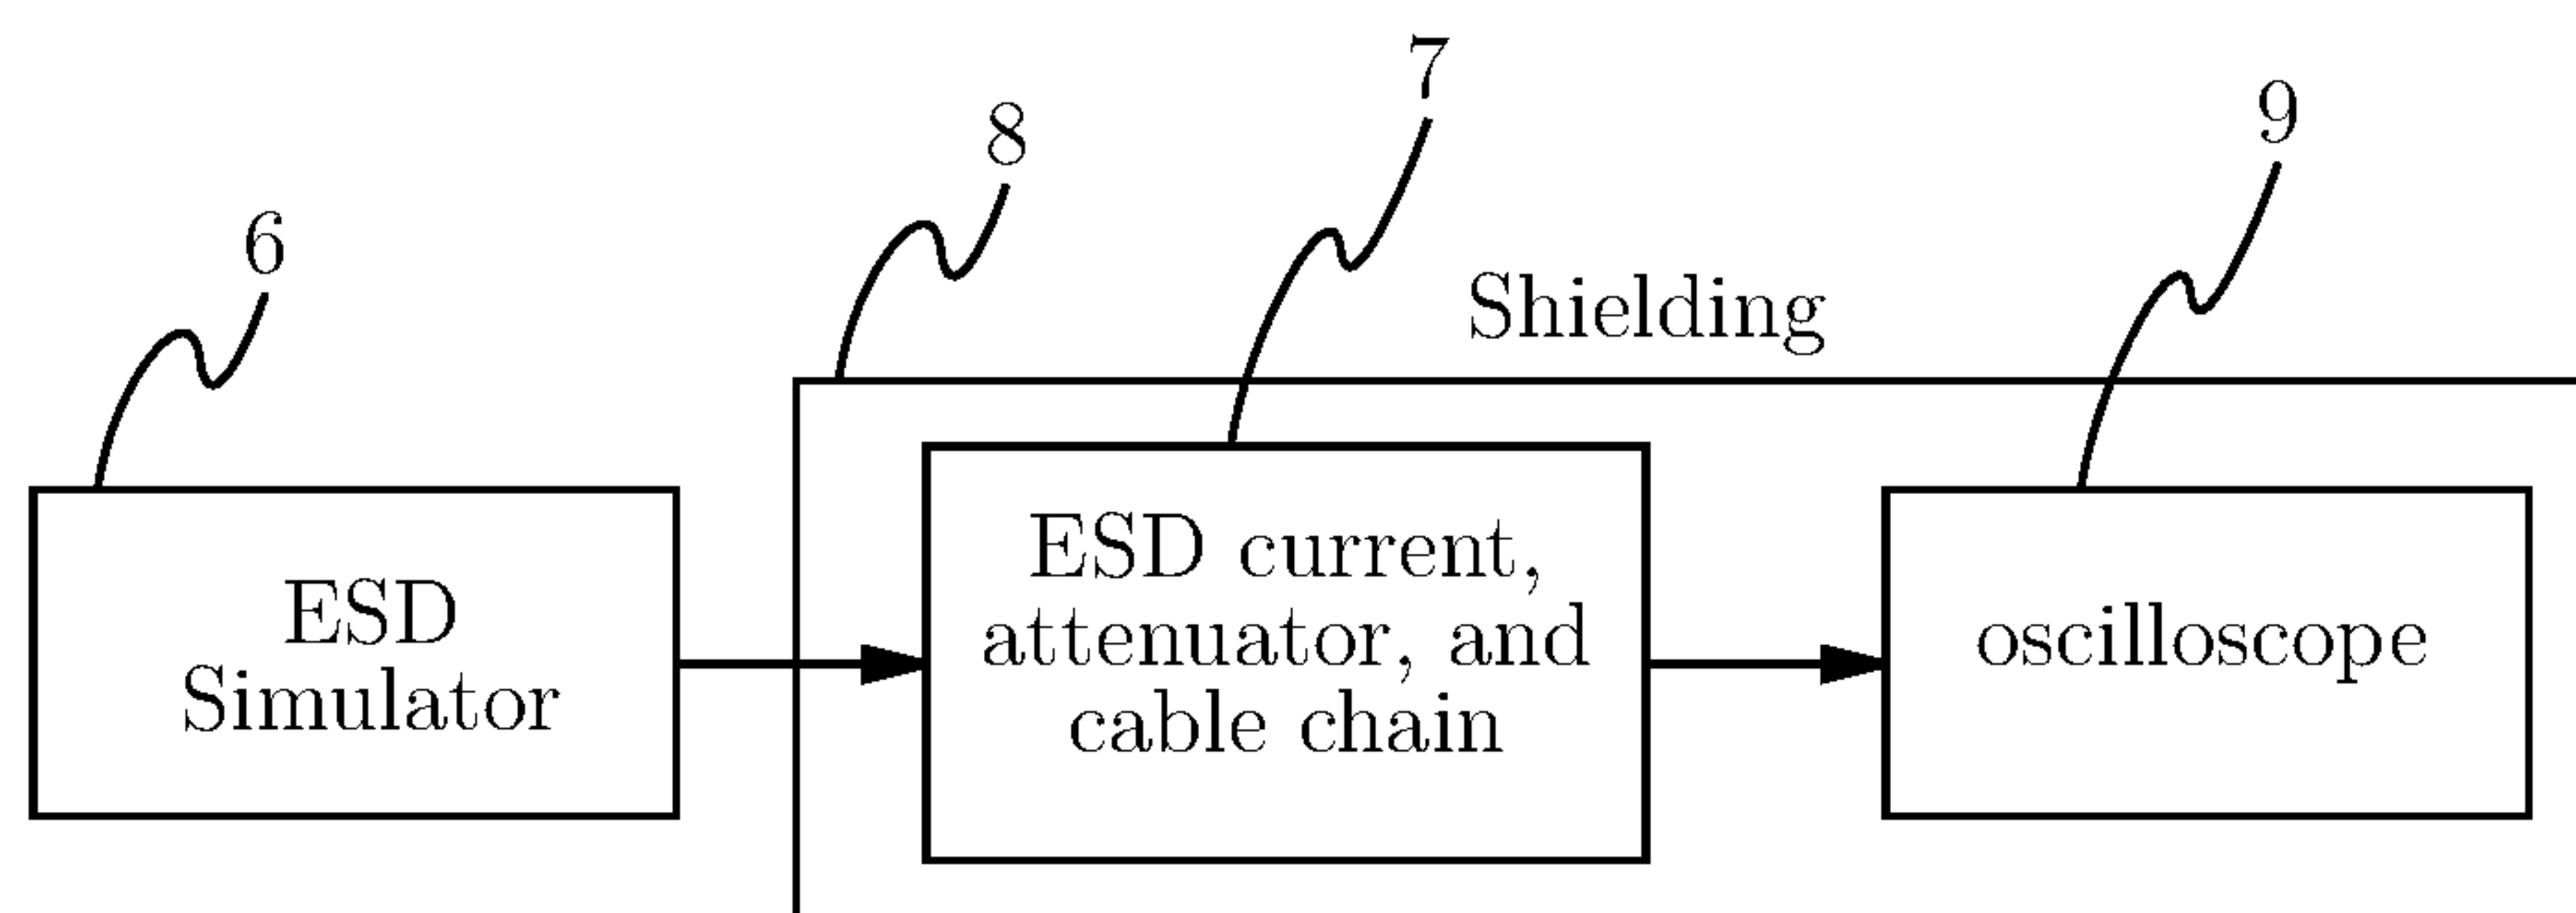 7
8
9
6
Shielding
ESD
Simulator
ESD current,
attenuator, and
cable chain
oscilloscope